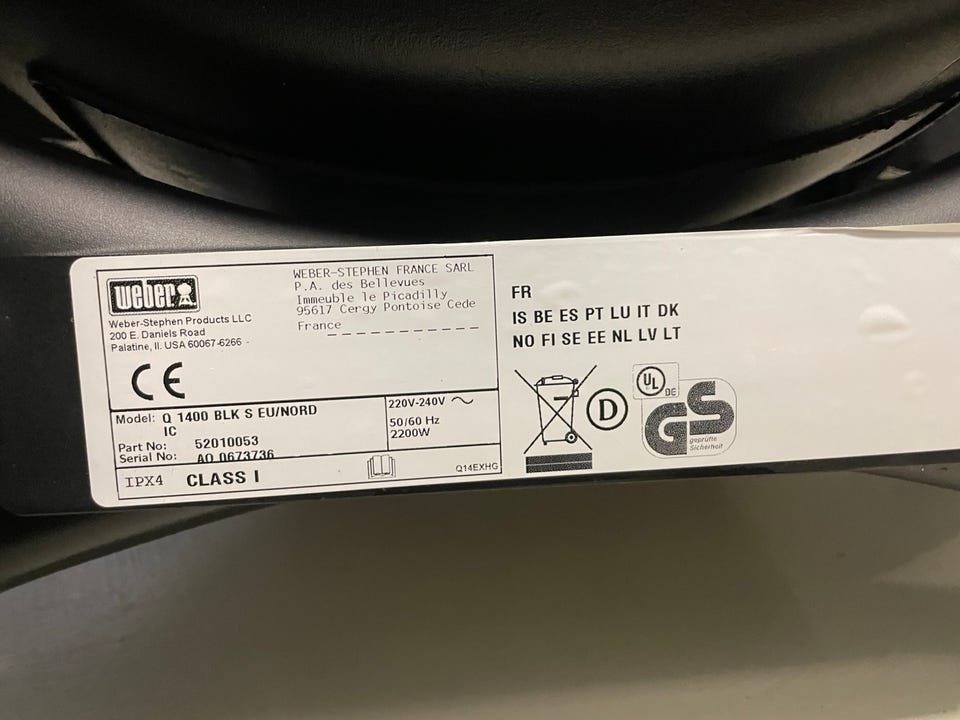 weber
Weber-Stephen Products LLC
200 E. Daniels Road
Palatine, Il. USA 60067-6266
WEBER-STEPHEN FRANCE SARL
P.A. des Bellevues
Immeuble le Picadilly
95617 Cergy Pontoise Cede
France
CE
Model: Q 1400 BLK S EU/NORD
IC
Part No: 52010053
Serial No: AO 0673736
220V-240V ~
50/60 Hz
2200W
IPX4 CLASS I
Q14EXHG
FR
IS BE ES PT LU IT DK
NO FI SE EE NL LV LT
D
UL
DE
GS
geprüfte
Sicherheit